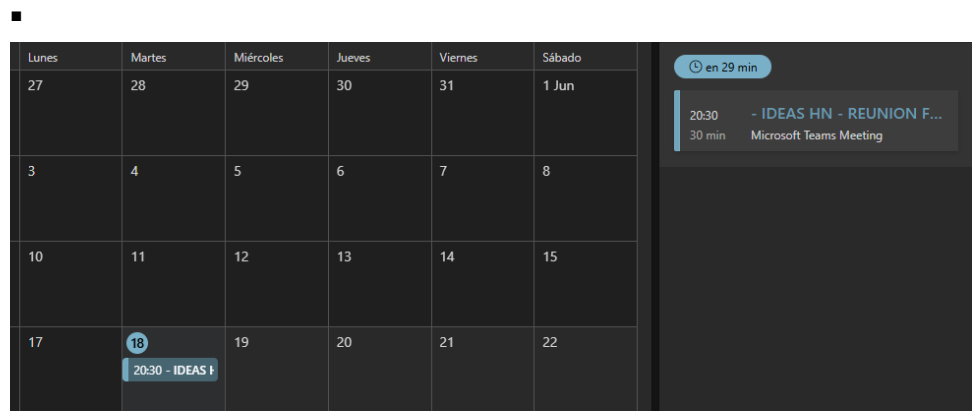 Lunes Martes Miércoles Jueves Viernes Sábado
27 28 29 30 31 1 Jun
3 4 5 6 7 8
10 11 12 13 14 15
17 18 19 20 21 22
20:30 - IDEAS H
en 29 min
20:30 - IDEAS HN - REUNION F...
30 min Microsoft Teams Meeting